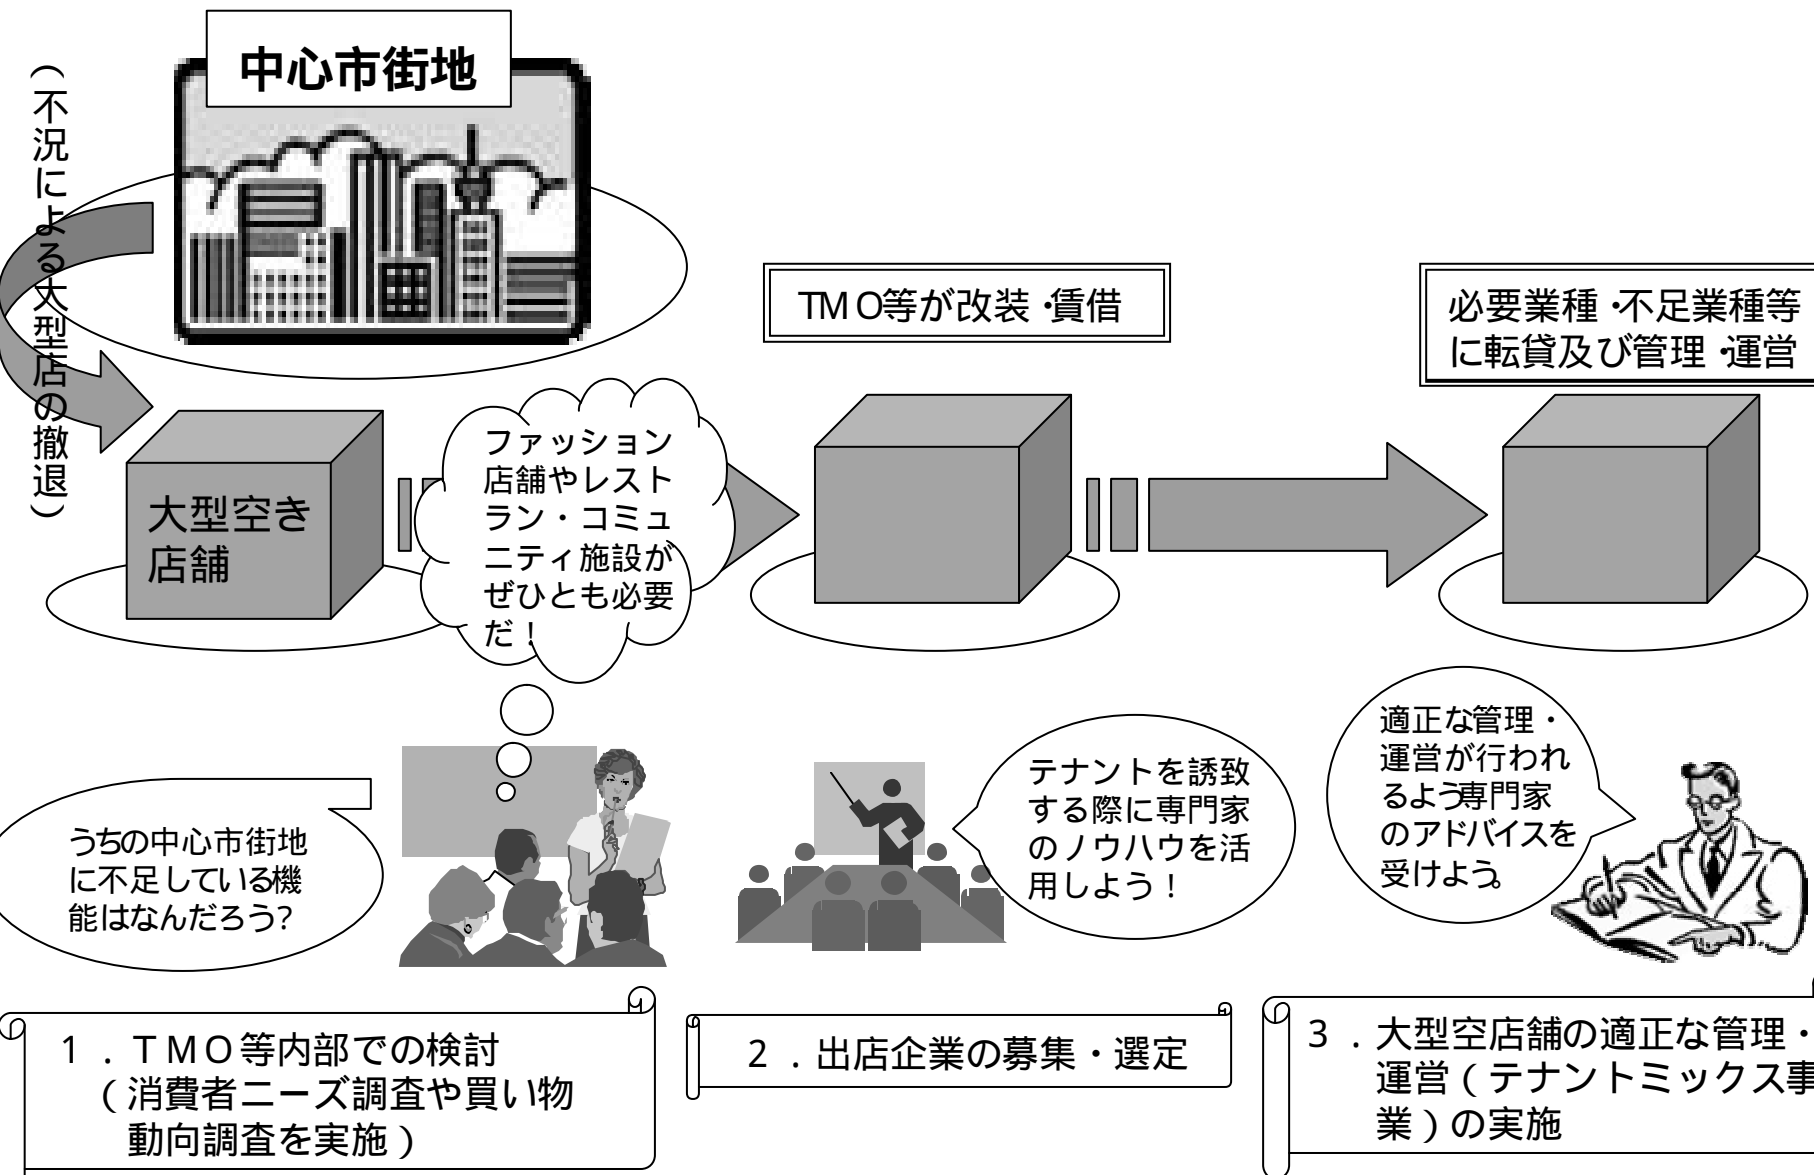 中心市街地
(不況による大型店の撤退)
TMO等が改装・賃借
必要業種・不足業種等
に転貸及び管理・運営
大型空き
店舗
ファッション
店舗やレスト
ラン・コミュ
ニティ施設が
ぜひとも必要
だ！
うちの中心市街地
に不足している機
能はなんだろう?
テナントを誘致
する際に専門家
のノウハウを活
用しよう！
適正な管理・
運営が行われ
るよう専門家
のアドバイスを
受けよう。
1．TMO等内部での検討
(消費者ニーズ調査や買い物
動向調査を実施)
2．出店企業の募集・選定
3．大型空店舗の適正な管理・
運営(テナントミックス事
業)の実施